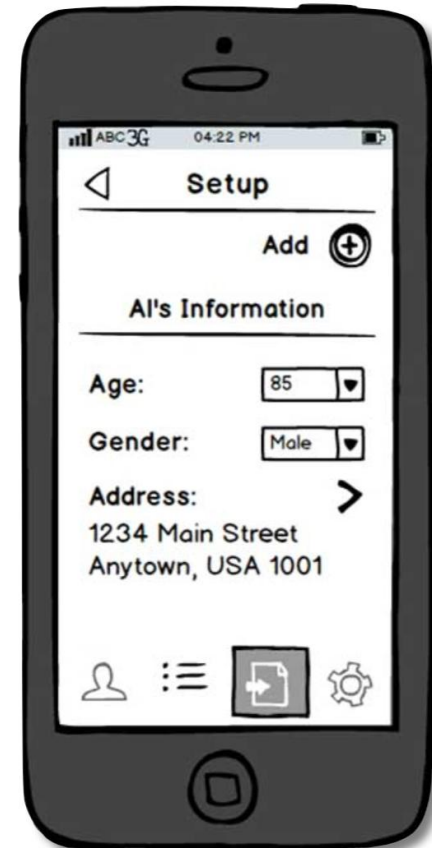 ABC 3G 04:22 PM
Setup
Add
Al's Information
Age: 85
Gender: Male
Address:
1234 Main Street
Anytown, USA 1001